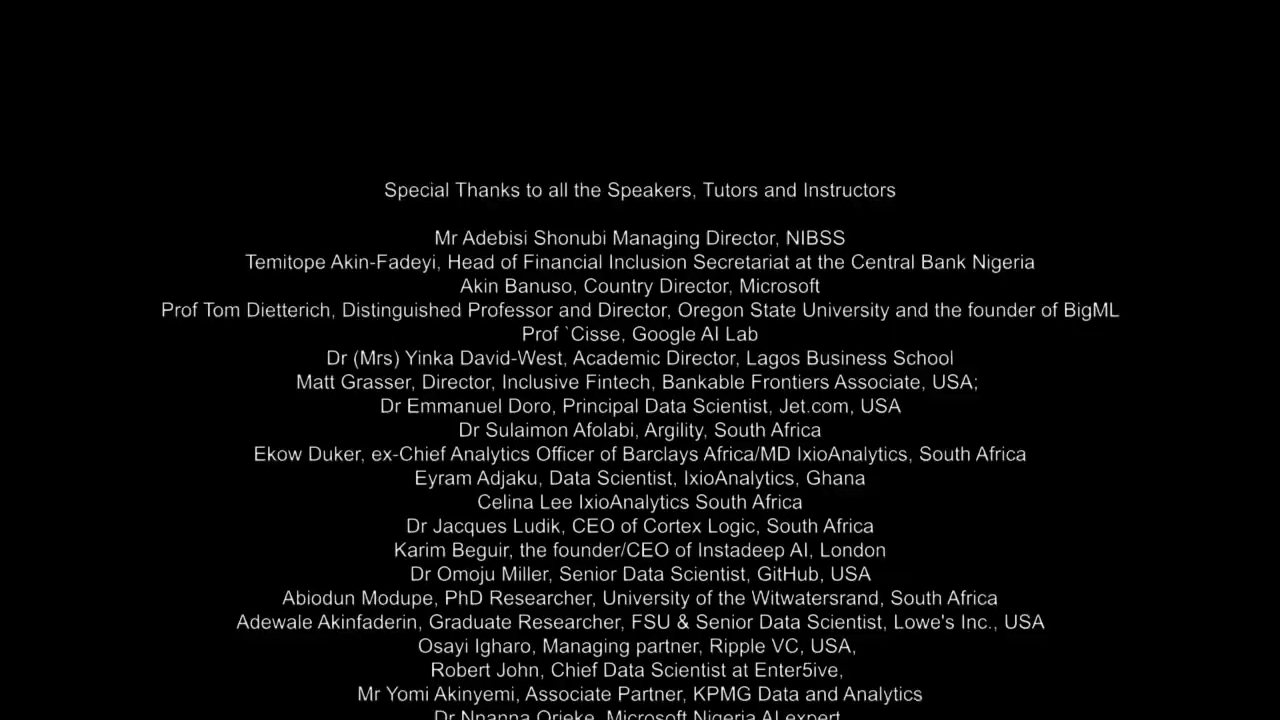 Special Thanks to all the Speakers, Tutors and Instructors
Mr Adebisi Shonubi Managing Director, NIBSS
Temitope Akin-Fadeyi, Head of Financial Inclusion Secretariat at the Central Bank Nigeria
Akin Banuso, Country Director, Microsoft
Prof Tom Dietterich, Distinguished Professor and Director, Oregon State University and the founder of BigML
Prof `Cisse, Google AI Lab
Dr (Mrs) Yinka David-West, Academic Director, Lagos Business School
Matt Grasser, Director, Inclusive Fintech, Bankable Frontiers Associate, USA;
Dr Emmanuel Doro, Principal Data Scientist, Jet.com, USA
Dr Sulaimon Afolabi, Argility, South Africa
Ekow Duker, ex-Chief Analytics Officer of Barclays Africa/MD IxioAnalytics, South Africa
Eyram Adjaku, Data Scientist, IxioAnalytics, Ghana
Celina Lee IxioAnalytics South Africa
Dr Jacques Ludik, CEO of Cortex Logic, South Africa
Karim Beguir, the founder/CEO of Instadeep AI, London
Dr Omoju Miller, Senior Data Scientist, GitHub, USA
Abiodun Modupe, PhD Researcher, University of the Witwatersrand, South Africa
Adewale Akinfaderin, Graduate Researcher, FSU & Senior Data Scientist, Lowe's Inc., USA
Osayi Igharo, Managing partner, Ripple VC, USA,
Robert John, Chief Data Scientist at Enter5ive,
Mr Yomi Akinyemi, Associate Partner, KPMG Data and Analytics
Dr Nnanna Orieke, Microsoft Nigeria AI expert